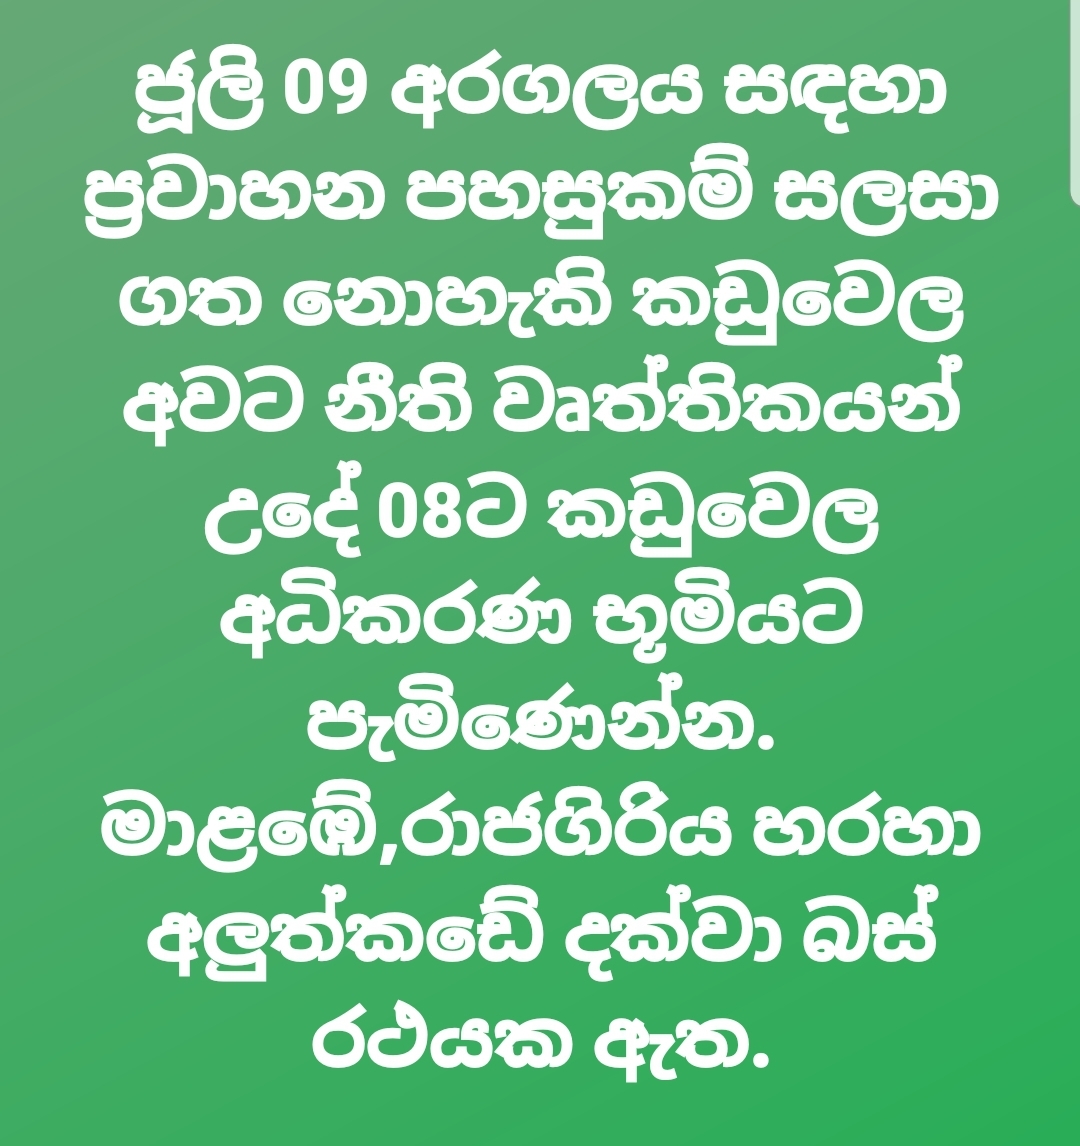 ජූලි 09 අරගලය සඳහා
ප්‍රවාහන පහසුකම් සලසා
ගත නොහැකි කඩුවෙල
අවට නීති වෘත්තිකයන්
උදේ 08ට කඩුවෙල
අධිකරණ භූමියට
පැමිණෙන්න.
මාළඹේ,රාජගිරිය හරහා
අලුත්කඩේ දක්වා බස්
රථයක ඇත.